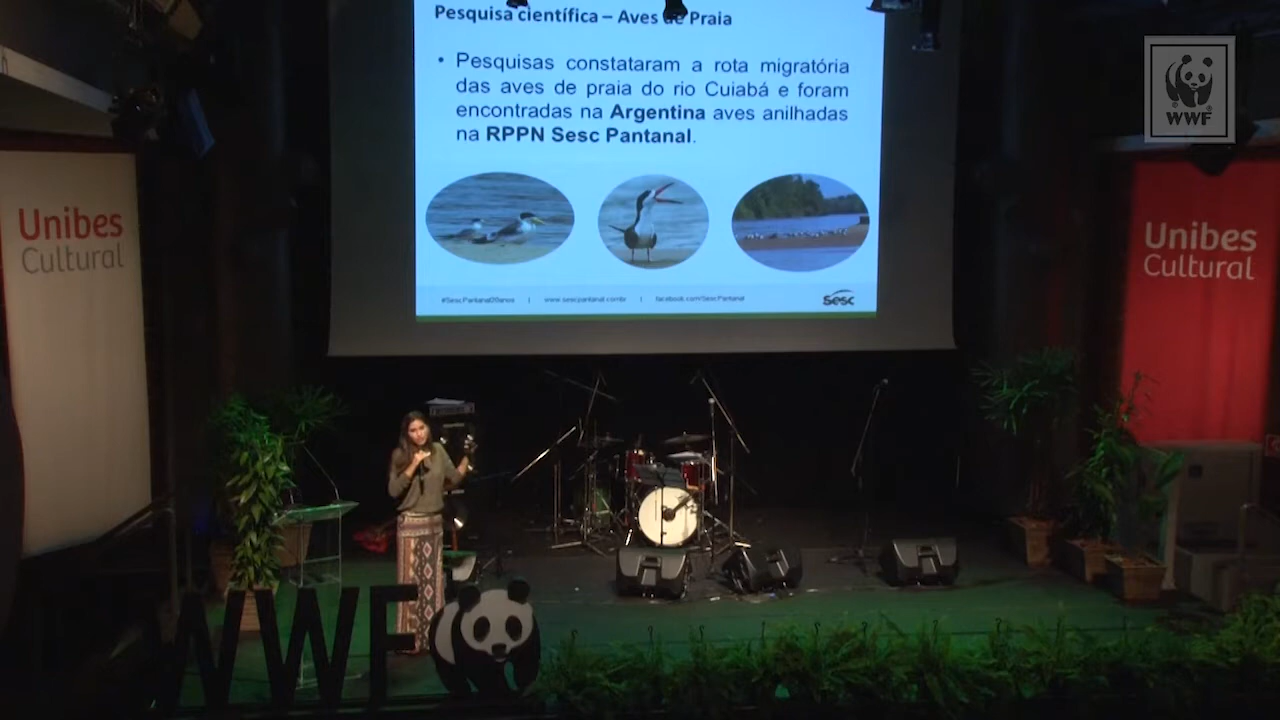 Pesquisa científica – Aves de Praia
• Pesquisas constataram a rota migratória
das aves de praia do rio Cuiabá e foram
encontradas na Argentina aves anilhadas
na RPPN Sesc Pantanal.
#SescPantanal20anos | www.sescpantanal.com.br | facebook.com/SescPantanal
Sesc
WWF
Unibes
Cultural
Unibes
Cultural
WWF